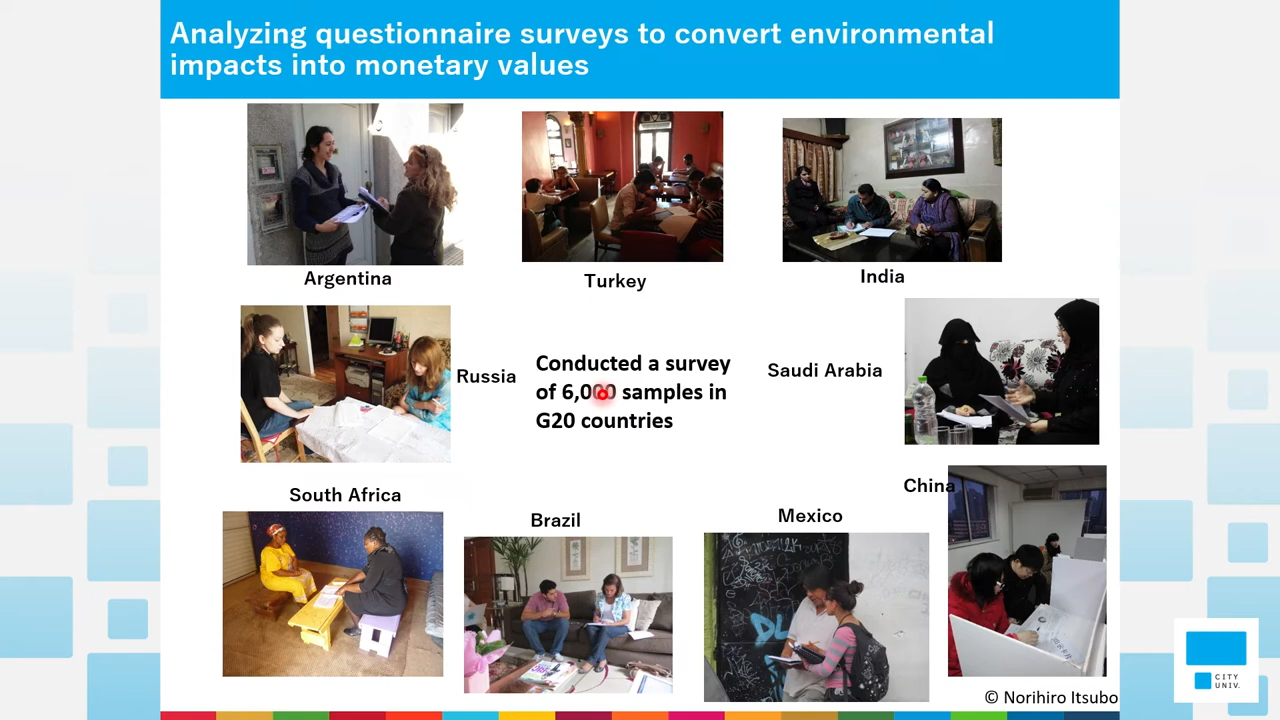 Analyzing questionnaire surveys to convert environmental
impacts into monetary values
Argentina
Turkey
India
Russia
Conducted a survey
of 6,000 samples in
G20 countries
Saudi Arabia
South Africa
Brazil
Mexico
China
DL
© Norihiro Itsubo
CITY
UNIV.